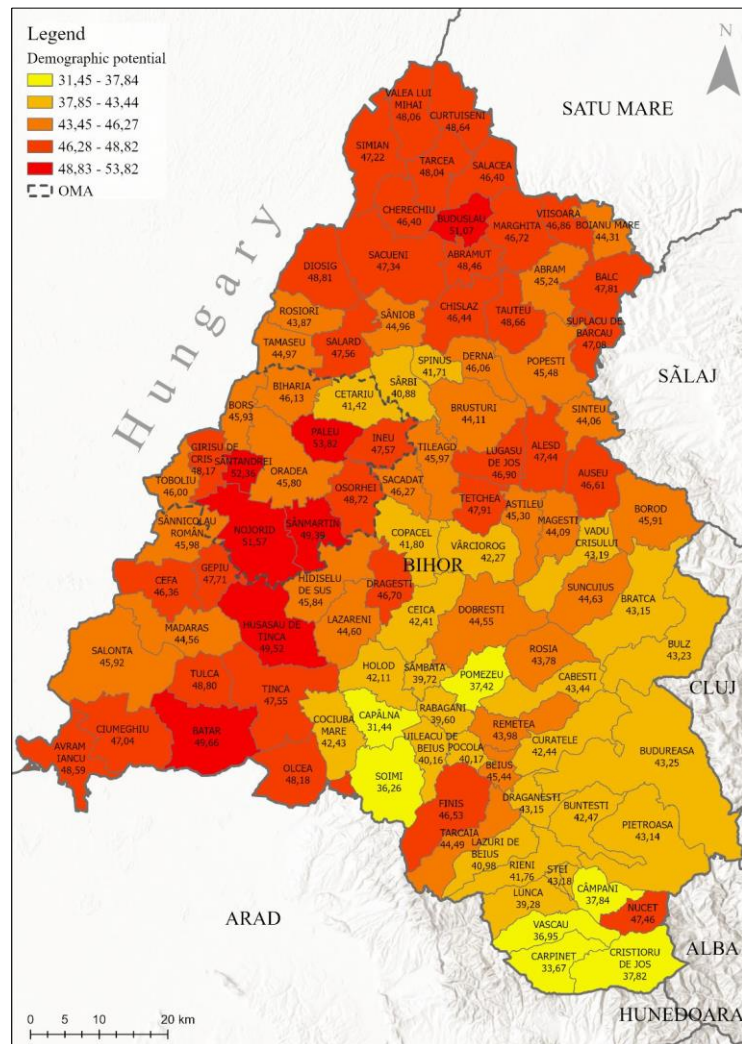 Legend
Demographic potential
31,45 - 37,84
37,85 - 43,44
43,45 - 46,27
46,28 - 48,82
48,83 - 53,82
OMA
N
SATU MARE
Hungary
SĂLAJ
BIHOR
CLUJ
ARAD
ALBA
HUNEDOARA
VALEA LUI
MIHAI
48,06
CURTUISENI
48,64
SIMIAN
47,22
TARCEA
48,04
SALACEA
46,40
CHERECHIU
46,40
BUDUSLAU
51,07
MARGHITA
46,72
VIISOARA
46,86
BOIANU MARE
44,31
DIOSIG
48,81
SACUENI
47,34
ABRAMUT
48,46
ABRAM
45,24
BALC
47,81
ROSIORI
43,87
SÂNIOB
44,96
CHISLAZ
46,44
TAUTEU
48,66
SUPLACU DE
BARCAU
47,08
TAMASEU
44,97
SALARD
47,56
SPINUS
41,71
DERNA
46,06
POPESTI
45,48
BIHARIA
46,13
CETARIU
41,42
SÂRBI
40,88
BORS
45,93
BRUSTURI
44,11
SINTEU
44,06
PALEU
53,82
INEU
47,57
GIRISU DE
CRIS
48,17
SÂNTANDREI
52,36
ORADEA
45,80
TILEAGD
45,97
LUGASU
DE JOS
46,90
ALESD
47,44
AUSEU
46,61
TOBOLIU
46,00
OSORHEI
48,72
SACADAT
46,27
TETCHEA
47,91
ASTILEU
45,30
MAGESTI
44,09
BOROD
45,91
SÂNNICOLAU
ROMÂN
45,98
NOJORID
51,57
SÂNMARTIN
49,39
COPACEL
41,80
VÂRCIOROG
42,27
VADU
CRISULUI
43,19
CEFA
46,36
GEPIU
47,71
HIDISELU
DE SUS
45,84
DRAGESTI
46,70
SUNCUIUS
44,63
BRATCA
43,15
MADARAS
44,56
HUSASAU DE
TINCA
49,52
LAZARENI
44,60
CEICA
42,41
DOBRESTI
44,55
BULZ
43,23
SALONTA
45,92
HOLOD
42,11
SÂMBATA
39,72
POMEZEU
37,42
ROSIA
43,78
CABESTI
43,44
TULCA
48,80
TINCA
47,55
CAPÂLNA
31,44
RABAGANI
39,60
REMETEA
43,98
CIUMEGHIU
47,04
BATAR
49,66
COCIUBA
MARE
42,43
UILEACU DE
BEIUS
40,16
POCOLA
40,17
CURATELE
42,44
BUDUREASA
43,25
AVRAM
IANCU
48,59
OLCEA
48,18
SOIMI
36,26
BEIUS
45,44
DRAGANESTI
43,15
FINIS
46,53
BUNTESTI
42,47
PIETROASA
43,14
TARCAIA
44,49
LAZURI DE
BEIUS
40,98
RIENI
41,76
STEI
43,18
LUNCA
39,28
CÂMPANI
37,84
NUCET
47,46
VASCAU
36,95
CARPINET
33,67
CRISTIORU
DE JOS
37,82
0 5 10 20 km